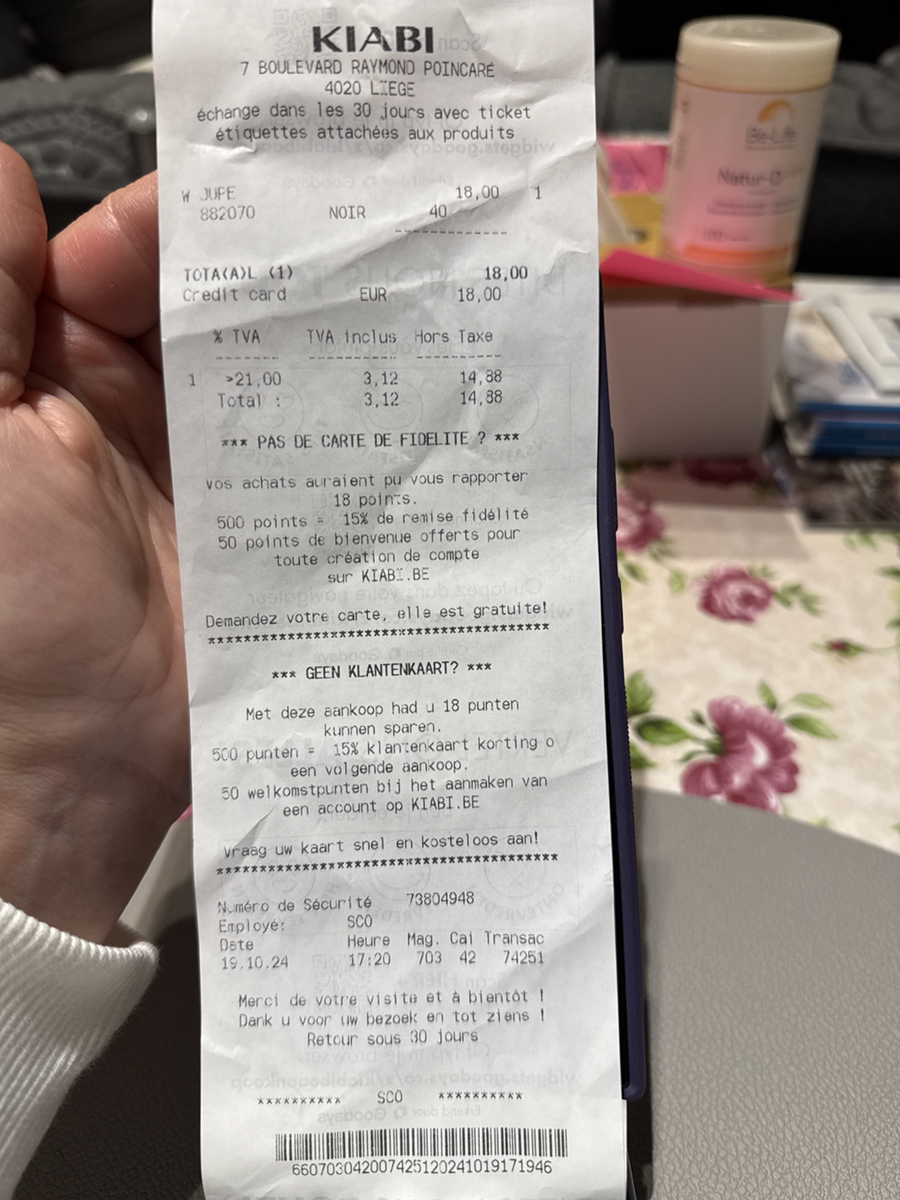 KIABI
7 BOULEVARD RAYMOND POINCARÉ
4020 LIEGE
échange dans les 30 jours avec ticket
étiquettes attachées aux produits
W JUPE 18,00 1
882070 NOIR 40
------------
TOTA(A)L (1) 18,00
Credit card EUR 18,00
% TVA TVA inclus Hors Taxe
------- ---------- ----------
1 >21,00 3,12 14,88
Total : 3,12 14,88
*** PAS DE CARTE DE FIDELITE ? ***
vos achats auraient pu vous rapporter
18 points.
500 points = 15% de remise fidélité
50 points de bienvenue offerts pour
toute création de compte
sur KIABI.BE
Demandez votre carte, elle est gratuite!
***************************************
*** GEEN KLANTENKAART? ***
Met deze aankoop had u 18 punten
kunnen sparen.
500 punten = 15% klantenkaart korting o
een volgende aankoop.
50 welkomstpunten bij het aanmaken van
een account op KIABI.BE
Vraag uw kaart snel en kosteloos aan!
***************************************
Numéro de Sécurité 73804948
Employé: SCO
Date Heure Mag. Cai Transac
19.10.24 17:20 703 42 74251
Merci de votre visite et à bientôt !
Dank u voor uw bezoek en tot ziens !
Retour sous 30 jours
********** SCO **********
66070304200742512024101917194​6
Be-Life
Natur-D